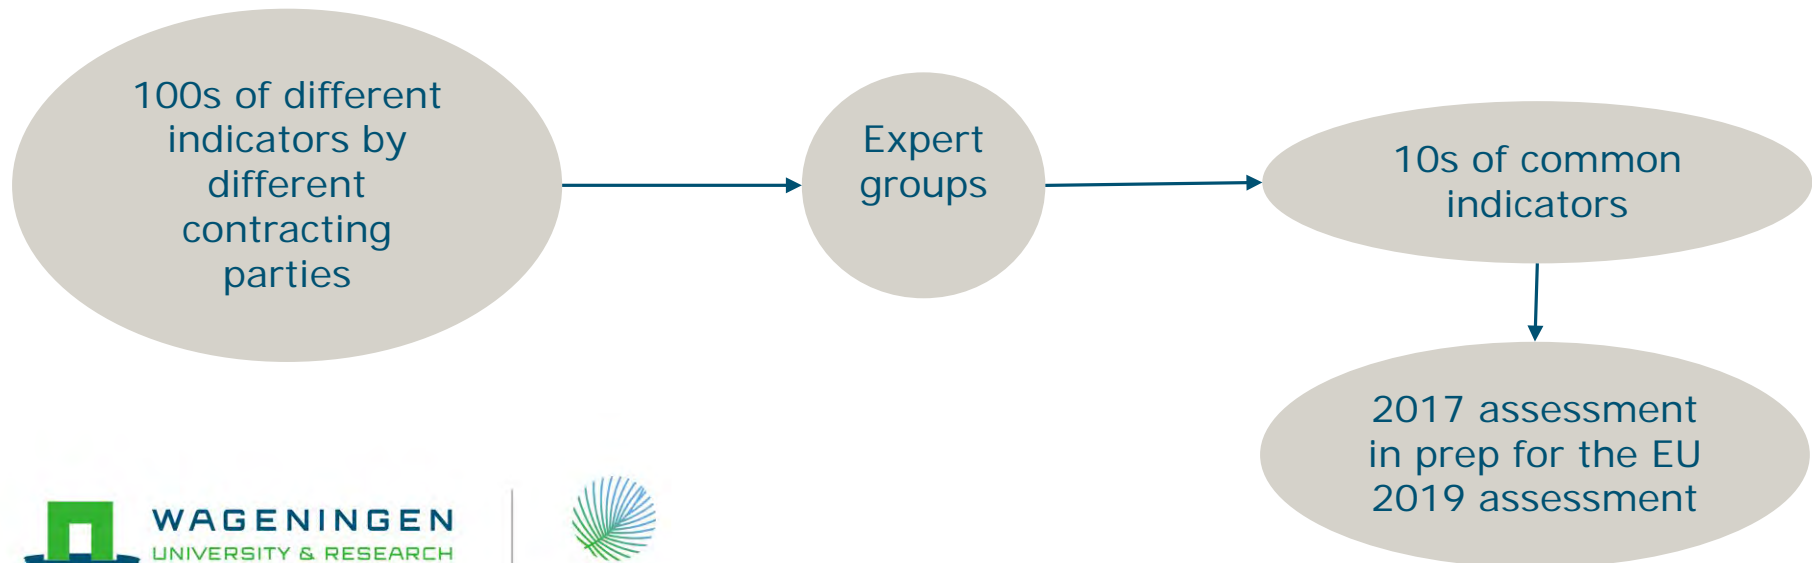 100s of different
indicators by
different
contracting
parties
Expert
groups
10s of common
indicators
2017 assessment
in prep for the EU
2019 assessment
WAGENINGEN
UNIVERSITY & RESEARCH